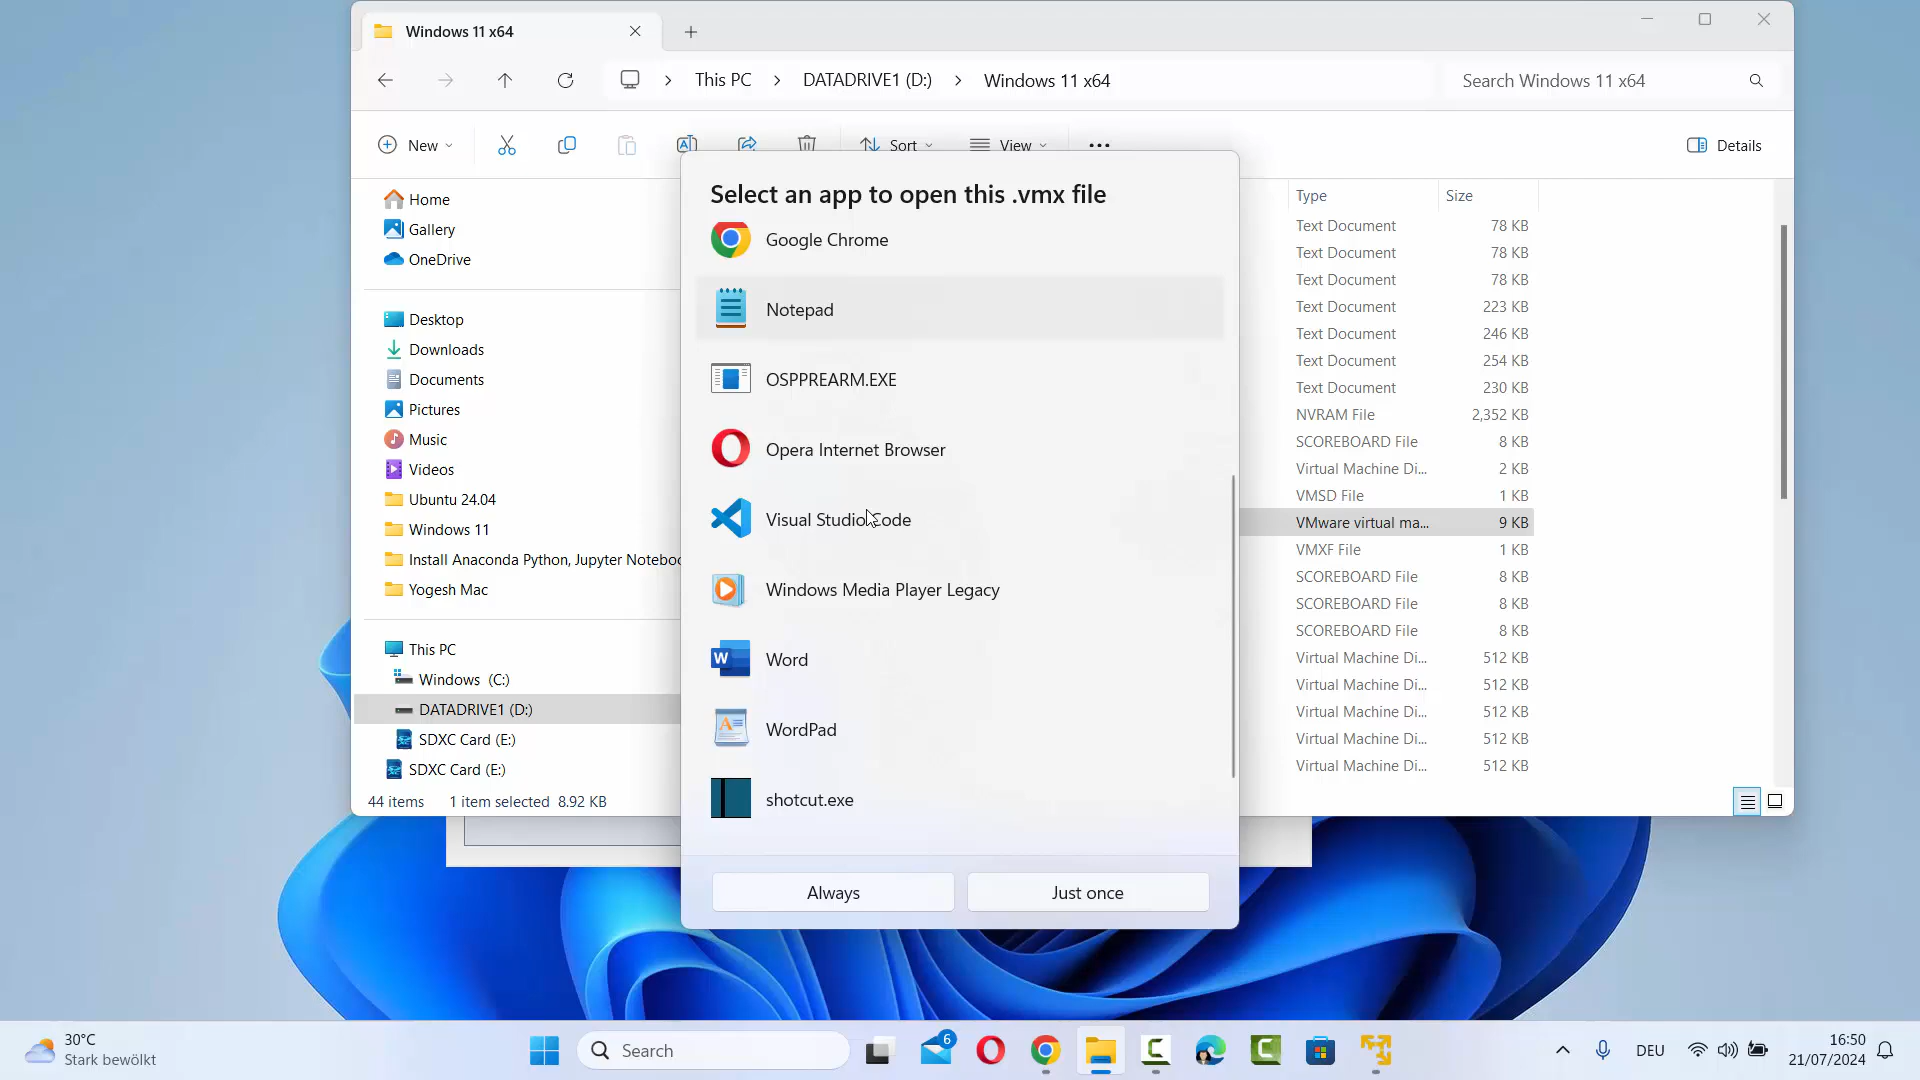 Windows 11 x64
This PC
DATADRIVE1 (D:)
Windows 11 x64
Search Windows 11 x64
New
Sort
View
Details
Home
Gallery
OneDrive
Desktop
Downloads
Documents
Pictures
Music
Videos
Ubuntu 24.04
Windows 11
Install Anaconda Python, Jupyter Noteboo
Yogesh Mac
This PC
Windows (C:)
DATADRIVE1 (D:)
SDXC Card (E:)
SDXC Card (E:)
44 items 1 item selected 8.92 KB
Select an app to open this .vmx file
Google Chrome
Notepad
OSPPREARM.EXE
Opera Internet Browser
Visual Studio Code
Windows Media Player Legacy
Word
WordPad
shotcut.exe
Always
Just once
Type Size
Text Document 78 KB
Text Document 78 KB
Text Document 78 KB
Text Document 223 KB
Text Document 246 KB
Text Document 254 KB
Text Document 230 KB
NVRAM File 2,352 KB
SCOREBOARD File 8 KB
Virtual Machine Di... 2 KB
VMSD File 1 KB
VMware virtual ma... 9 KB
VMXF File 1 KB
SCOREBOARD File 8 KB
SCOREBOARD File 8 KB
SCOREBOARD File 8 KB
Virtual Machine Di... 512 KB
Virtual Machine Di... 512 KB
Virtual Machine Di... 512 KB
Virtual Machine Di... 512 KB
Virtual Machine Di... 512 KB
30°C
Stark bewölkt
Search
6
DEU
16:50
21/07/2024